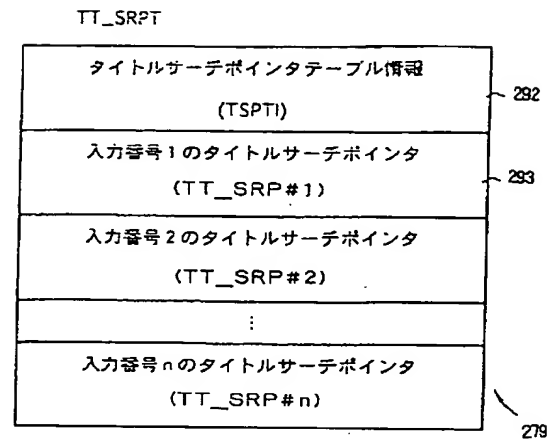 TT_SRPT
タイトルサーチポインタテーブル情報
(TSPTI)
292
入力番号1のタイトルサーチポインタ
(TT_SRP#1)
293
入力番号2のタイトルサーチポインタ
(TT_SRP#2)
⋮
入力番号nのタイトルサーチポインタ
(TT_SRP#n)
279